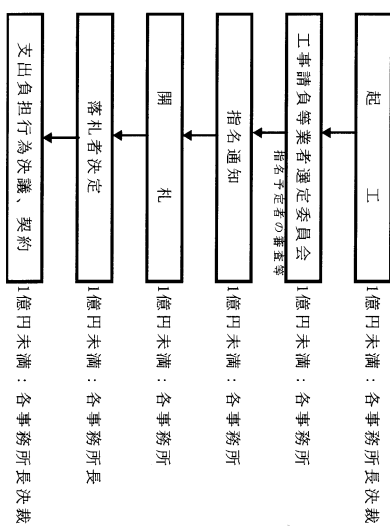 起工
1億円未満：各事務所長決裁
工事請負等業者選定委員会
指名予定者の審査等
1億円未満：各事務所
指名通知
1億円未満：各事務所
開札
1億円未満：各事務所
落札者決定
1億円未満：各事務所長
支出負担行為決議、契約
1億円未満：各事務所長決裁